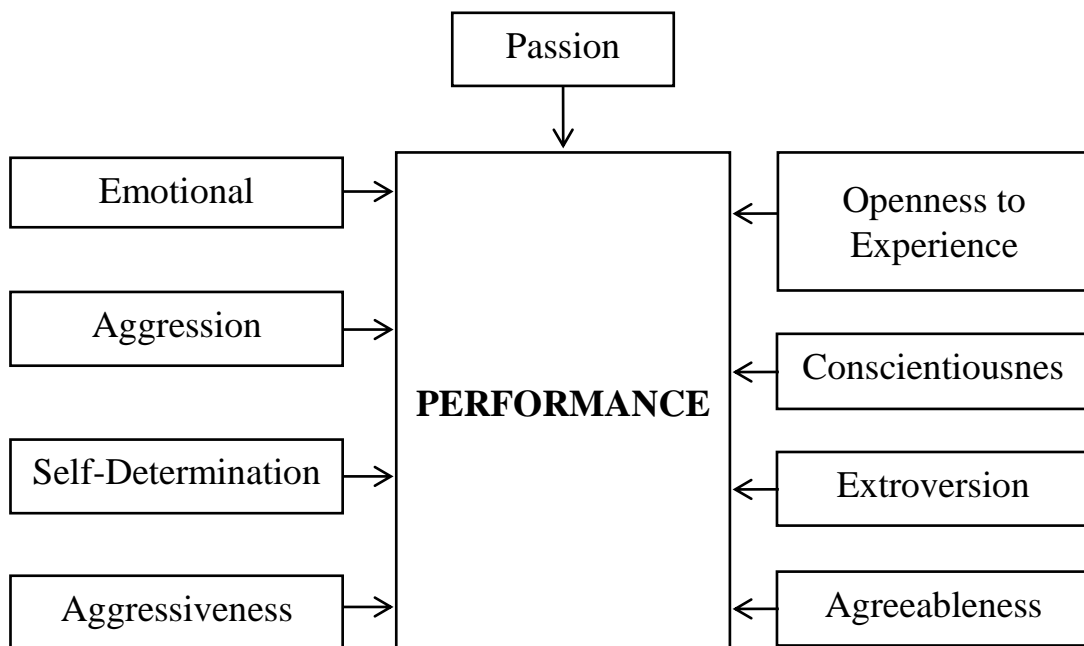 Passion
Emotional
Aggression
Self-Determination
Aggressiveness
PERFORMANCE
Openness to
Experience
Conscientiousnes
Extroversion
Agreeableness